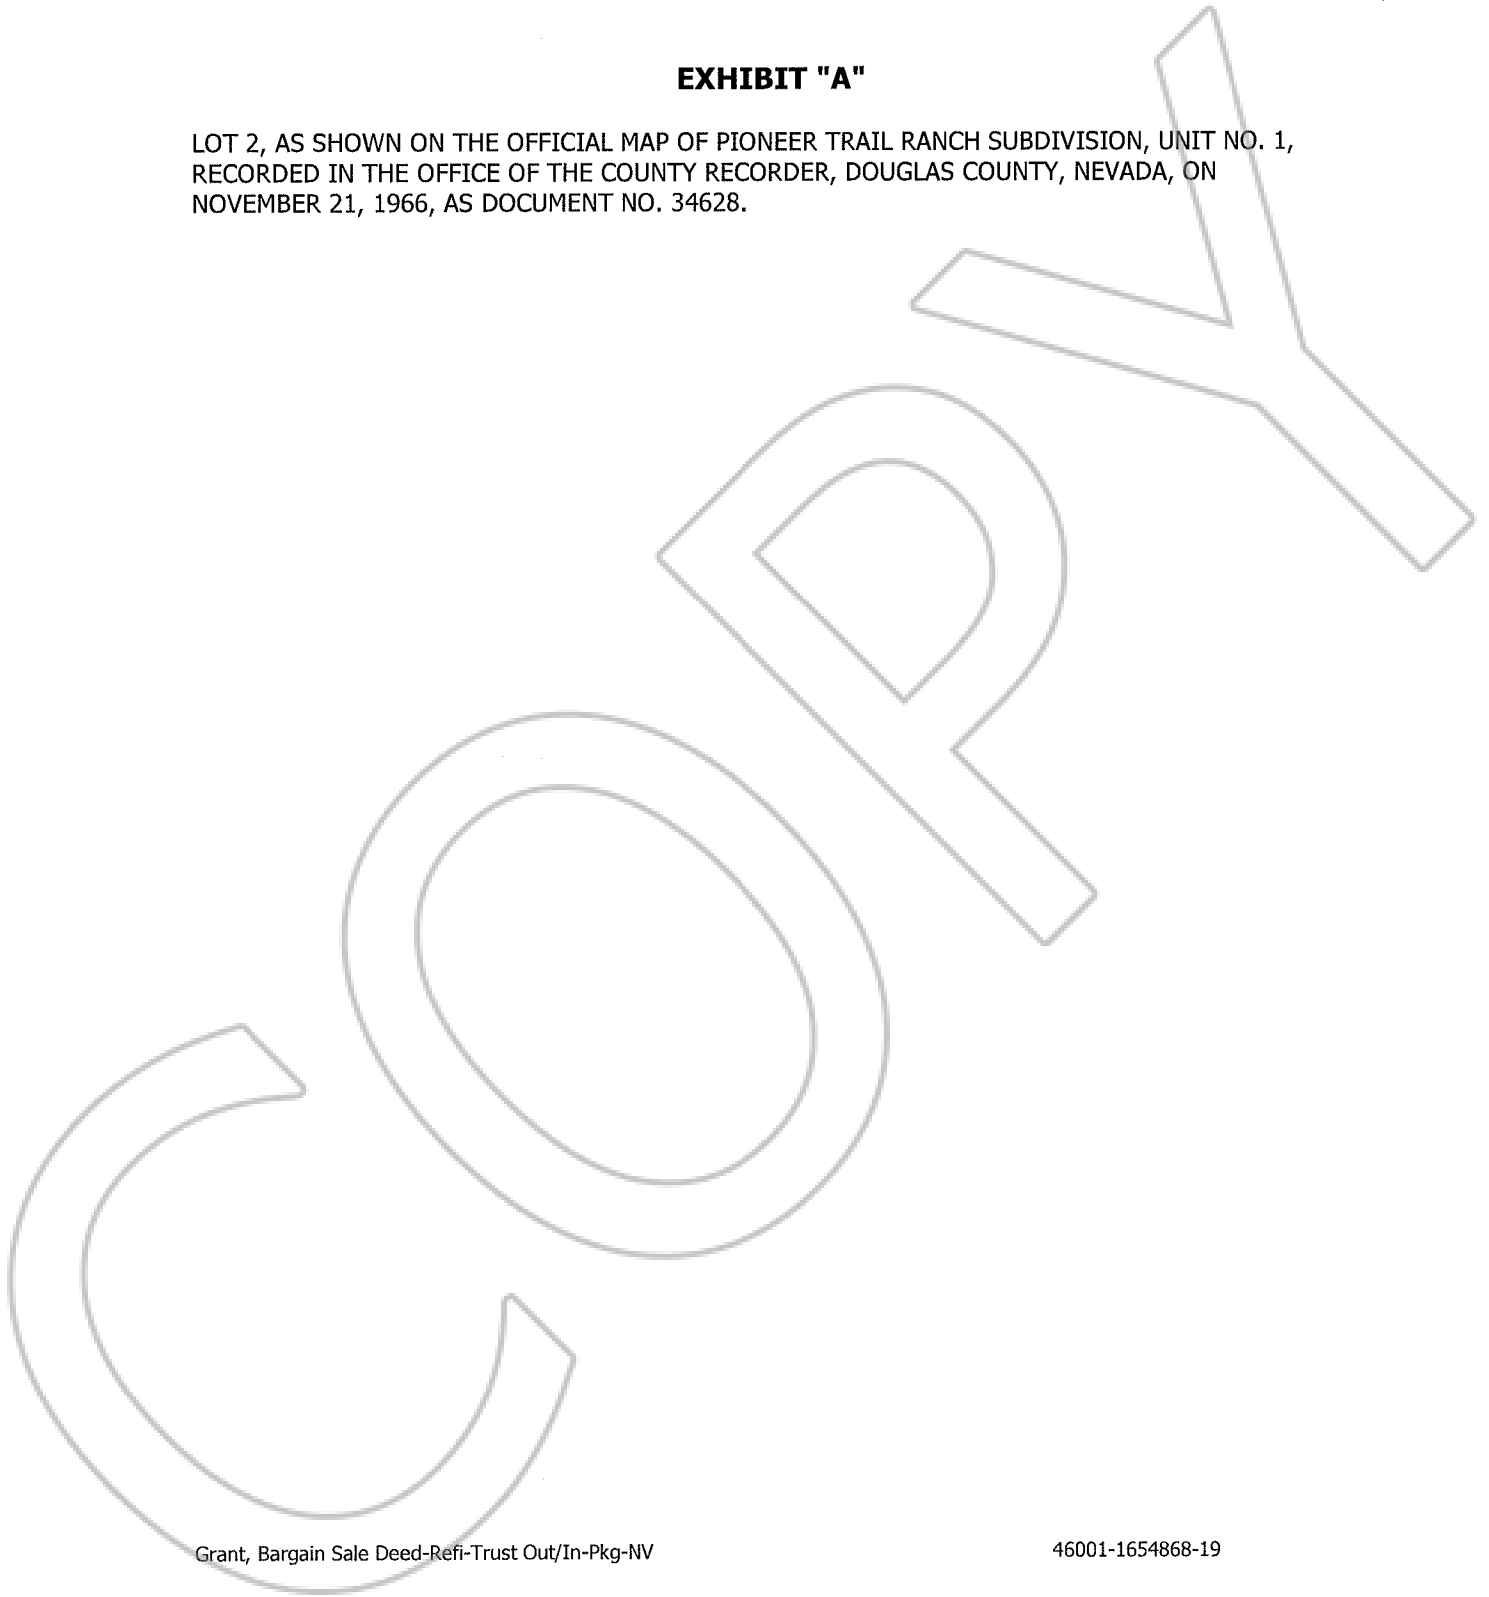 EXHIBIT "A"
LOT 2, AS SHOWN ON THE OFFICIAL MAP OF PIONEER TRAIL RANCH SUBDIVISION, UNIT NO. 1,
RECORDED IN THE OFFICE OF THE COUNTY RECORDER, DOUGLAS COUNTY, NEVADA, ON
NOVEMBER 21, 1966, AS DOCUMENT NO. 34628.
COPY
Grant, Bargain Sale Deed-Refi-Trust Out/In-Pkg-NV 46001-1654868-19